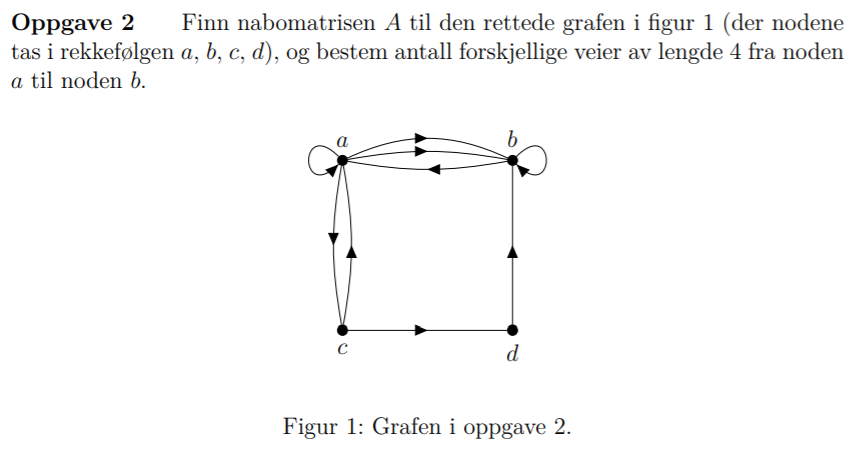 Oppgave 2 Finn nabomatrisen A til den rettede grafen i figur 1 (der nodene
tas i rekkefølgen a, b, c, d), og bestem antall forskjellige veier av lengde 4 fra noden
a til noden b.
a
b
c
d
Figur 1: Grafen i oppgave 2.